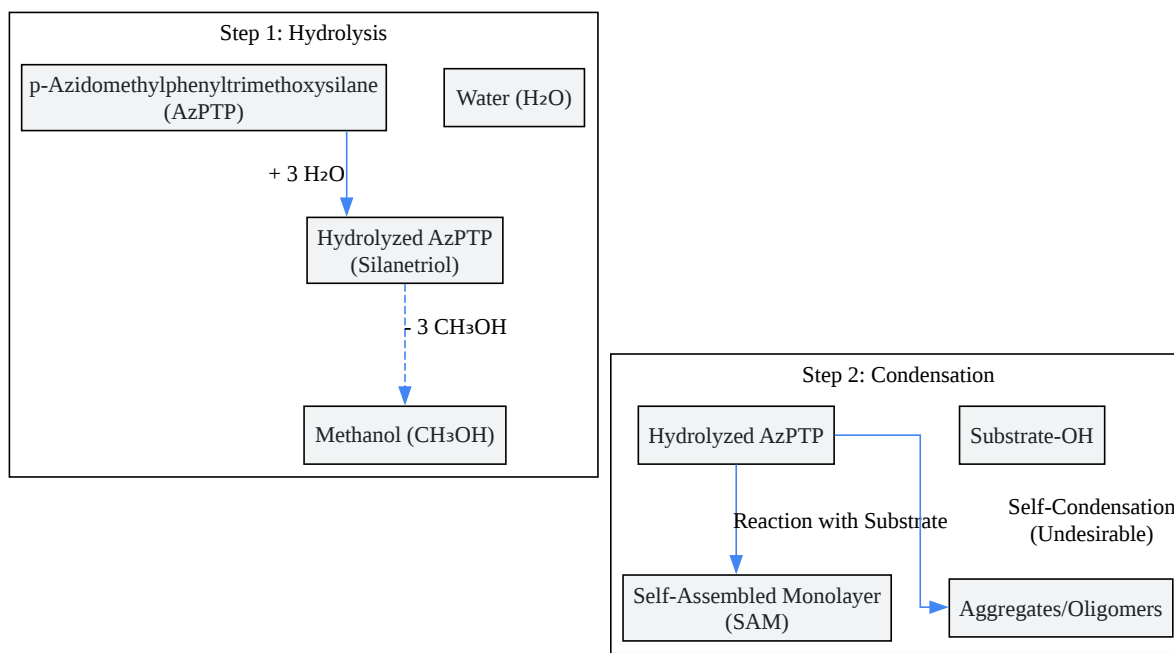 Step 1: Hydrolysis
p-Azidomethylphenyltrimethoxysilane
(AzPTP)
Water (H₂O)
+ 3 H₂O
Hydrolyzed AzPTP
(Silanetriol)
- 3 CH₃OH
Methanol (CH₃OH)
Step 2: Condensation
Hydrolyzed AzPTP
Substrate-OH
Reaction with Substrate
Self-Condensation
(Undesirable)
Self-Assembled Monolayer
(SAM)
Aggregates/Oligomers